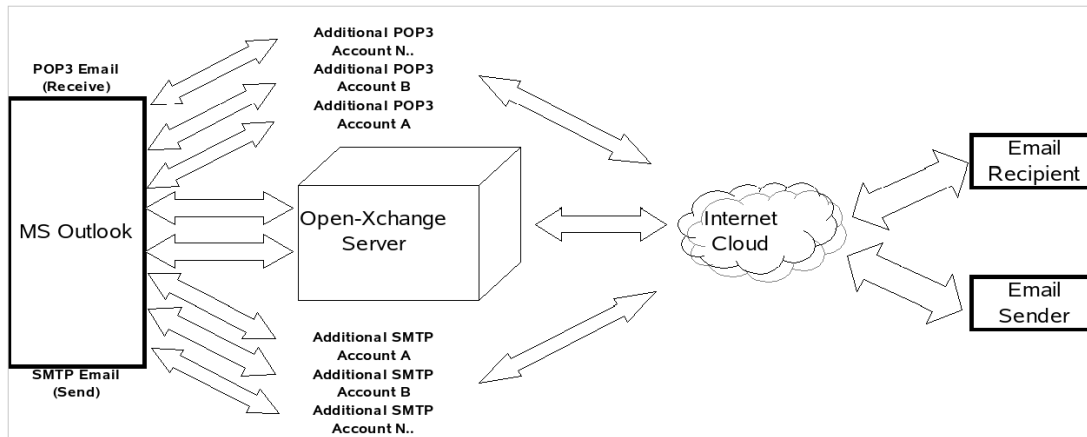 Additional POP3
Account N..
Additional POP3
Account B
Additional POP3
Account A
POP3 Email
(Receive)
MS Outlook
SMTP Email
(Send)
Open-Xchange
Server
Additional SMTP
Account A
Additional SMTP
Account B
Additional SMTP
Account N..
Internet
Cloud
Email
Recipient
Email
Sender